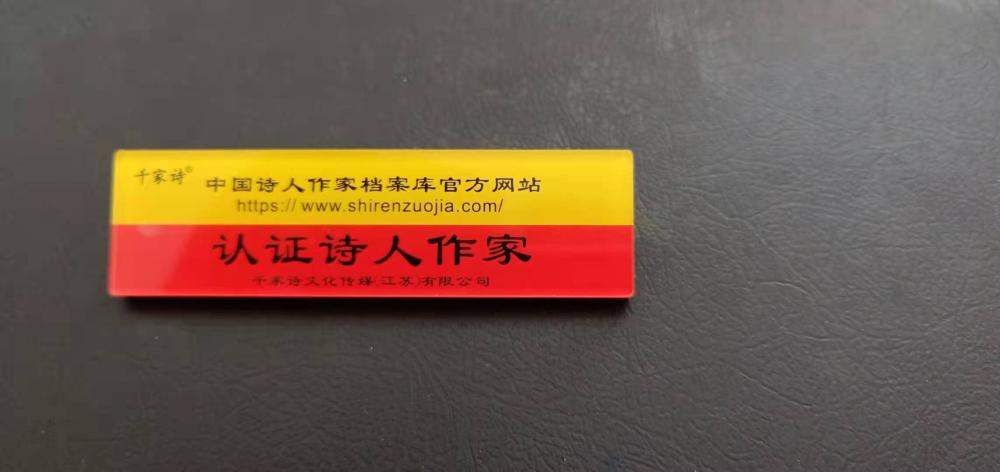 千家诗®
中国诗人作家档案库官方网站
https:// www.shirenzuojia.com/
认证诗人作家
千家诗文化传媒(江苏)有限公司